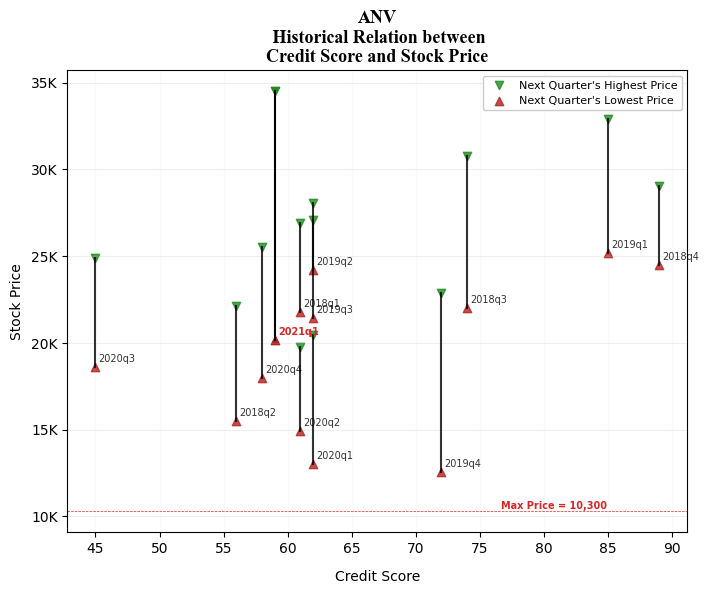 ANV
Historical Relation between
Credit Score and Stock Price
Next Quarter's Highest Price
Next Quarter's Lowest Price
35K
30K
25K
20K
15K
10K
Stock Price
2019q1
2018q4
2019q2
2018q1
2019q3
2018q3
2021q1
2020q3
2020q4
2018q2
2020q2
2020q1
2019q4
Max Price = 10,300
45 50 55 60 65 70 75 80 85 90
Credit Score